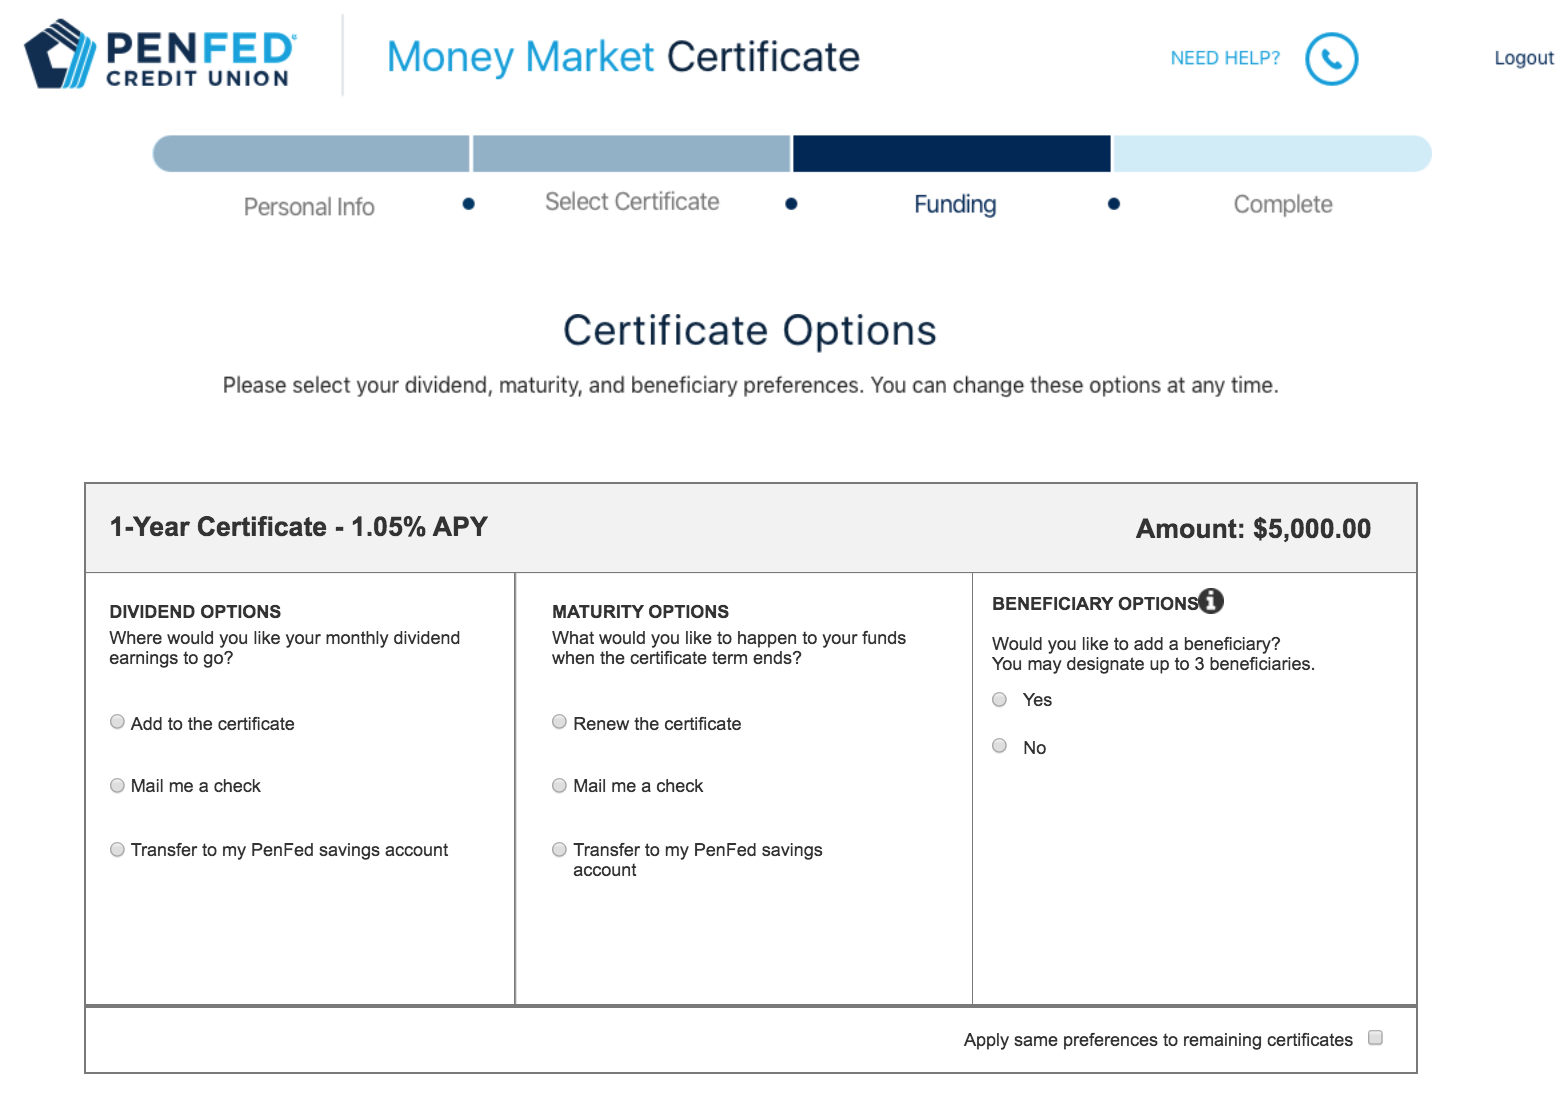 PENFED
CREDIT UNION
Money Market Certificate
NEED HELP?
Logout
Personal Info
Select Certificate
Funding
Complete
Certificate Options
Please select your dividend, maturity, and beneficiary preferences. You can change these options at any time.
1-Year Certificate - 1.05% APY
Amount: $5,000.00
DIVIDEND OPTIONS
Where would you like your monthly dividend
earnings to go?
Add to the certificate
Mail me a check
Transfer to my PenFed savings account
MATURITY OPTIONS
What would you like to happen to your funds
when the certificate term ends?
Renew the certificate
Mail me a check
Transfer to my PenFed savings
account
BENEFICIARY OPTIONS
Would you like to add a beneficiary?
You may designate up to 3 beneficiaries.
Yes
No
Apply same preferences to remaining certificates